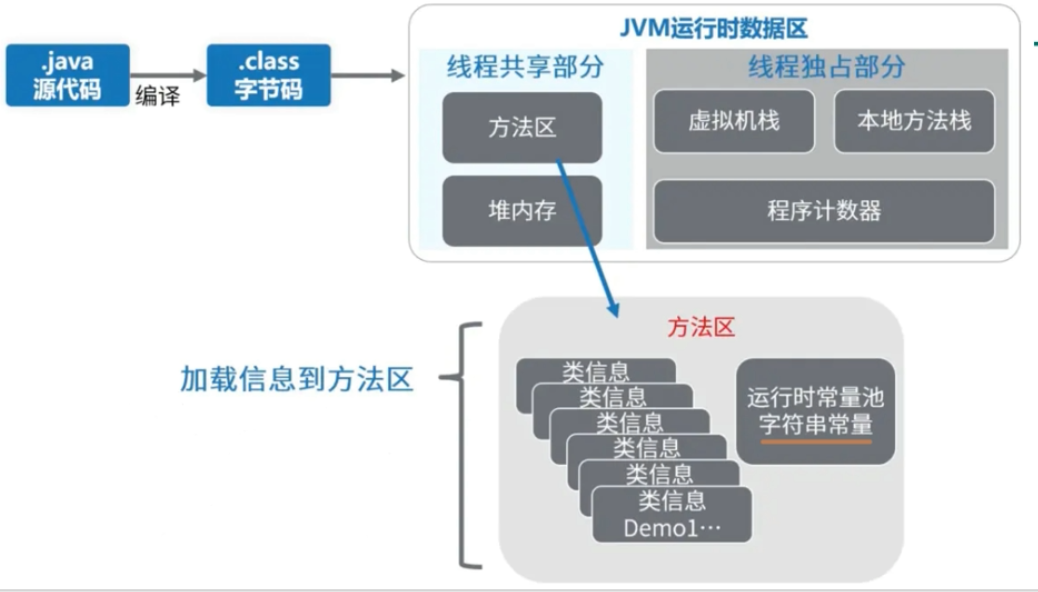 JVM运行时数据区
.java
源代码
编译
.class
字节码
线程共享部分
方法区
堆内存
线程独占部分
虚拟机栈
本地方法栈
程序计数器
加载信息到方法区
方法区
类信息
类信息
类信息
类信息
类信息
类信息
Demo1…
运行时常量池
字符串常量